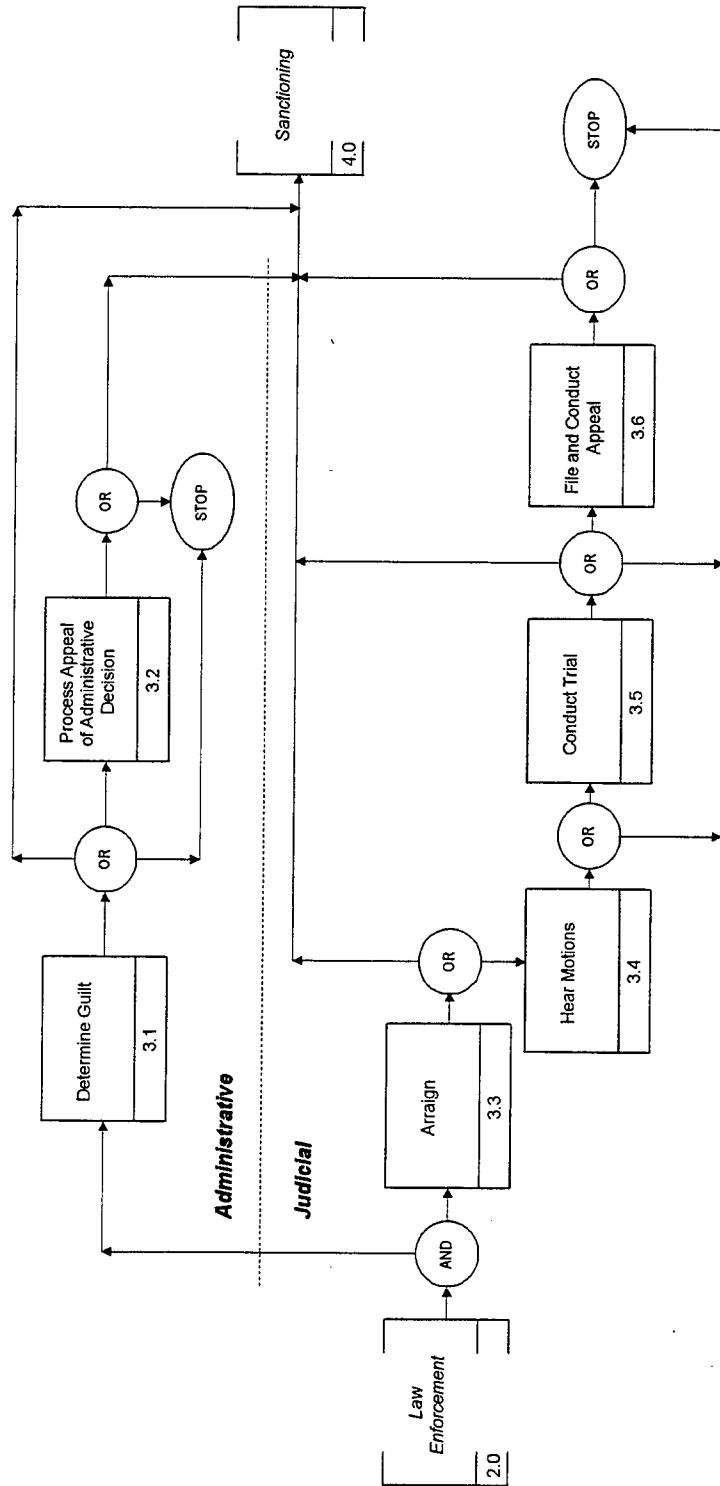 Administrative
Determine Guilt
3.1
OR
Process Appeal
of Administrative
Decision
3.2
OR
STOP
Judicial
Law
Enforcement
2.0
AND
Arraign
3.3
OR
Hear Motions
3.4
OR
Conduct Trial
3.5
OR
File and Conduct
Appeal
3.6
OR
STOP
Sanctioning
4.0